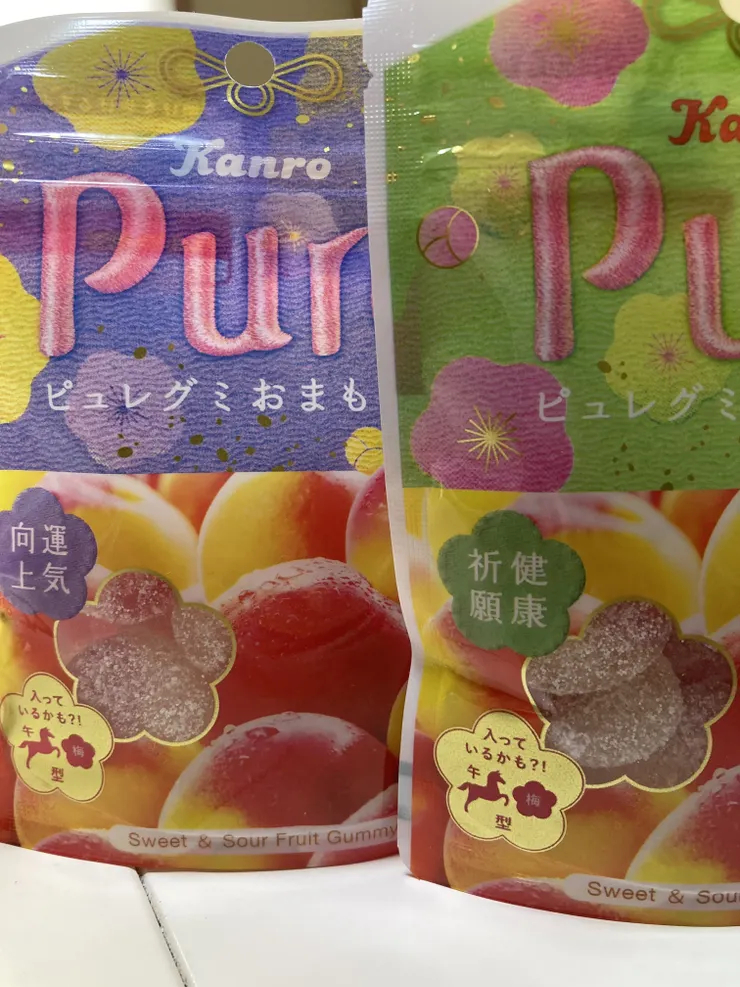 Kanro
Pur
ピュレグミおまも
運気
向上
入って
いるかも?!
午
梅
型
Sweet & Sour Fruit Gummy
Ka
Pu
ピュレグミ
健康
祈願
入って
いるかも?!
午
梅
型
Sweet & Sou